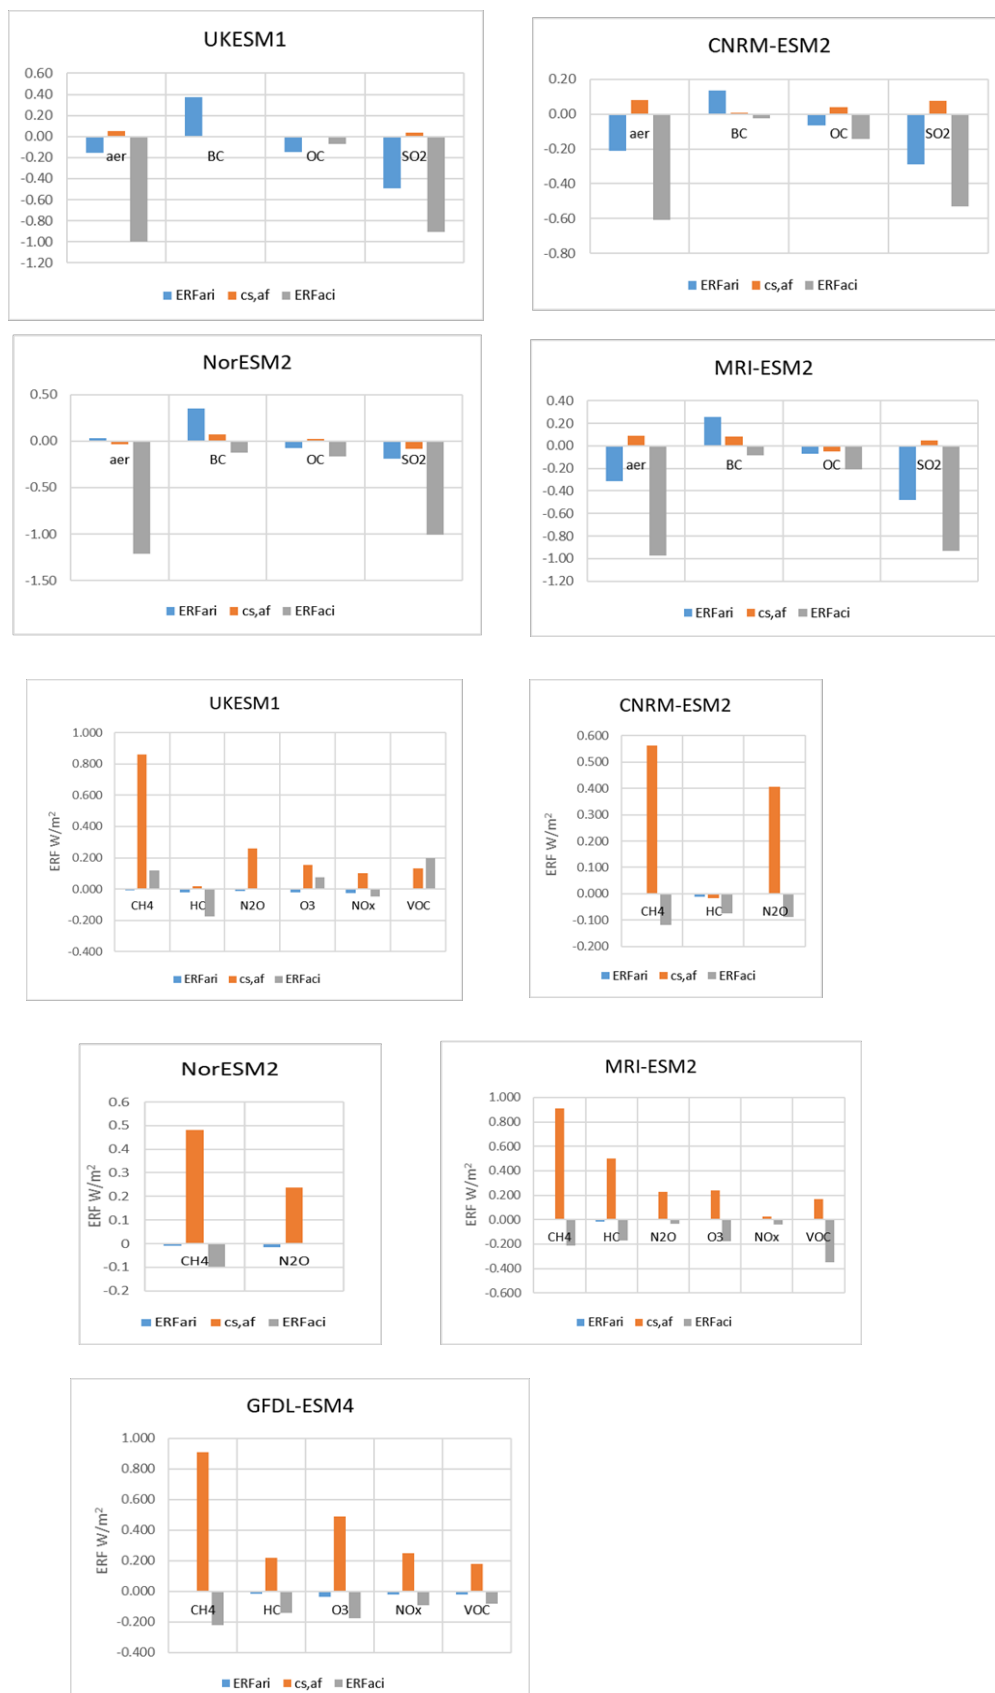 UKESM1
0.60
0.40
0.20
0.00
-0.20
-0.40
-0.60
-0.80
-1.00
-1.20
aer BC OC SO2
ERFari cs,af ERFaci
CNRM-ESM2
0.20
0.00
-0.20
-0.40
-0.60
-0.80
aer BC OC SO2
ERFari cs,af ERFaci
NorESM2
0.50
0.00
-0.50
-1.00
-1.50
aer BC OC SO2
ERFari cs,af ERFaci
MRI-ESM2
0.40
0.20
0.00
-0.20
-0.40
-0.60
-0.80
-1.00
-1.20
aer BC OC SO2
ERFari cs,af ERFaci
UKESM1
ERF W/m²
1.000
0.800
0.600
0.400
0.200
0.000
-0.200
-0.400
CH4 HC N2O O3 NOx VOC
ERFari cs,af ERFaci
CNRM-ESM2
ERF W/m²
0.600
0.500
0.400
0.300
0.200
0.100
0.000
-0.100
-0.200
CH4 HC N2O
ERFari cs,af ERFaci
NorESM2
ERF W/m²
0.6
0.5
0.4
0.3
0.2
0.1
0
-0.1
-0.2
CH4 N2O
ERFari cs,af ERFaci
MRI-ESM2
ERF W/m²
1.000
0.800
0.600
0.400
0.200
0.000
-0.200
-0.400
-0.600
CH4 HC N2O O3 NOx VOC
ERFari cs,af ERFaci
GFDL-ESM4
ERF W/m²
1.000
0.800
0.600
0.400
0.200
0.000
-0.200
-0.400
CH4 HC O3 NOx VOC
ERFari cs,af ERFaci